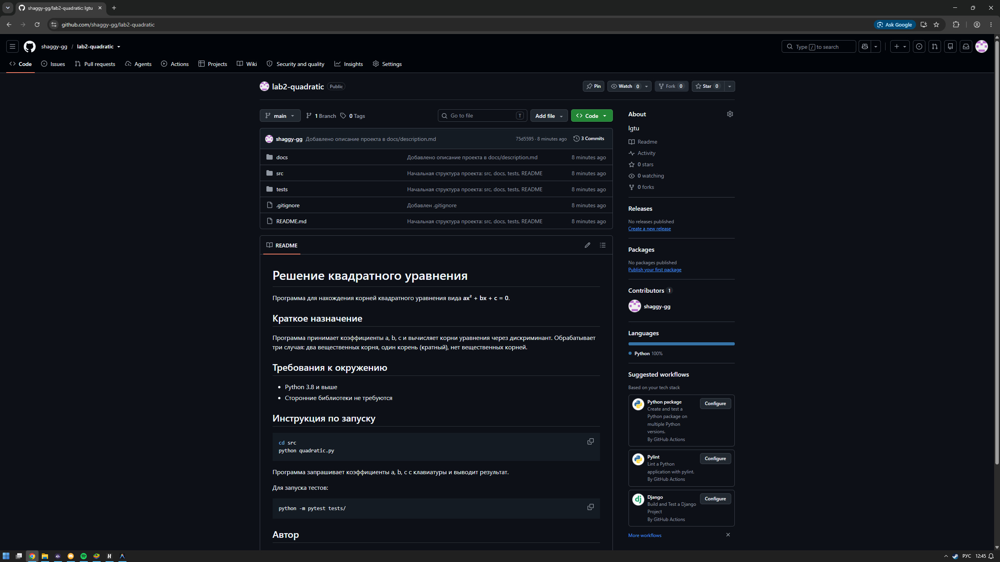 shaggy-gg/lab2-quadratic: lgtu
github.com/shaggy-gg/lab2-quadratic
Ask Google
shaggy-gg / lab2-quadratic
Type / to search
Code Issues Pull requests Agents Actions Projects Wiki Security and quality Insights Settings
lab2-quadratic Public
Pin Watch 0 Fork 0 Star 0
main 1 Branch 0 Tags Go to file T Add file Code
shaggy-gg Добавлено описание проекта в docs/description.md 75d5595 · 8 minutes ago 3 Commits
docs Добавлено описание проекта в docs/description.md 8 minutes ago
src Начальная структура проекта: src, docs, tests, README 8 minutes ago
tests Начальная структура проекта: src, docs, tests, README 8 minutes ago
.gitignore Добавлен .gitignore 8 minutes ago
README.md Начальная структура проекта: src, docs, tests, README 8 minutes ago
README
Решение квадратного уравнения
Программа для нахождения корней квадратного уравнения вида ax² + bx + c = 0.
Краткое назначение
Программа принимает коэффициенты a, b, c и вычисляет корни уравнения через дискриминант. Обрабатывает
три случая: два вещественных корня, один корень (кратный), нет вещественных корней.
Требования к окружению
• Python 3.8 и выше
• Сторонние библиотеки не требуются
Инструкция по запуску
cd src
python quadratic.py
Программа запрашивает коэффициенты a, b, c с клавиатуры и выводит результат.
Для запуска тестов:
python -m pytest tests/
Автор
About
lgtu
Readme
Activity
0 stars
0 watching
0 forks
Releases
No releases published
Create a new release
Packages
No packages published
Publish your first package
Contributors 1
shaggy-gg
Languages
Python 100%
Suggested workflows
Based on your tech stack
Python package
Configure
Create and test a
Python package on
multiple Python
versions.
By GitHub Actions
Pylint
Configure
Lint a Python
application with pylint.
By GitHub Actions
Django
Configure
Build and Test a Django
Project
By GitHub Actions
More workflows
РУС 12:45